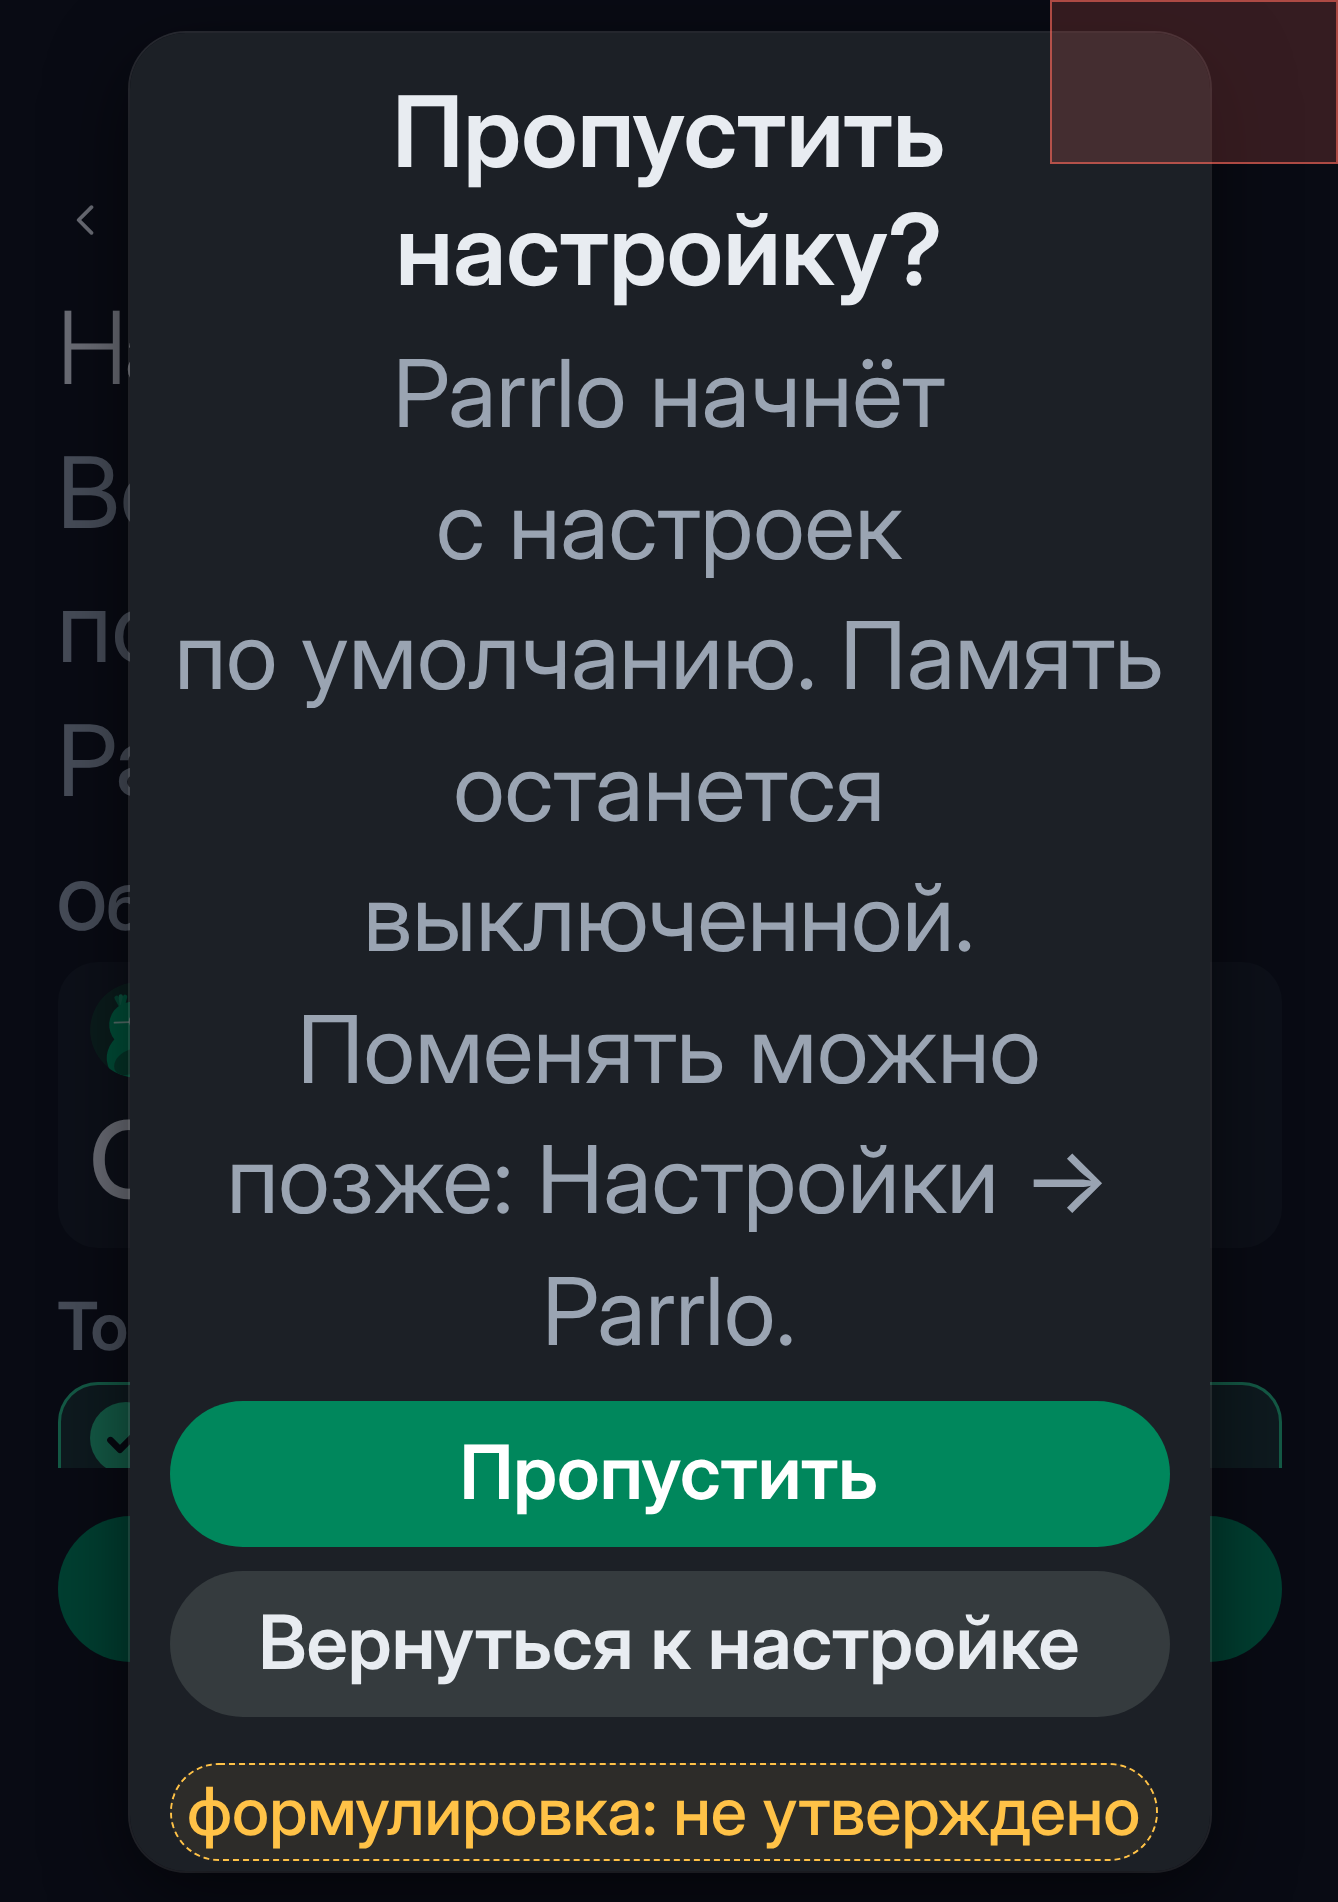 Пропустить
настройку?
Parrlo начнёт
с настроек
по умолчанию. Память
останется
выключенной.
Поменять можно
позже: Настройки →
Parrlo.
Пропустить
Вернуться к настройке
формулировка: не утверждено